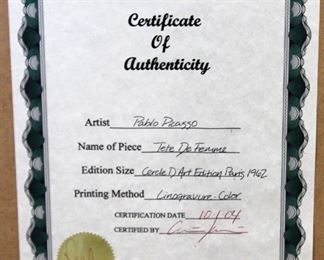 Certificate
Of
Authenticity
Artist Pablo Picasso
Name of Piece Tete De Femme
Edition Size Cercle D'Art Edition Paris 1962
Printing Method Linogravure-Color
CERTIFICATION DATE 10/04
CERTIFIED BY